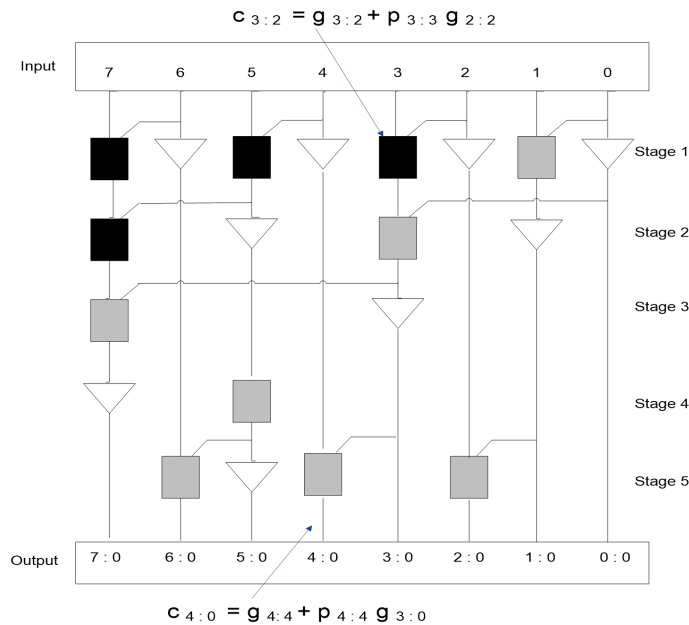 c 3 : 2 = g 3 : 2 + p 3 : 3 g 2 : 2
Input 7 6 5 4 3 2 1 0
Stage 1
Stage 2
Stage 3
Stage 4
Stage 5
Output 7 : 0 6 : 0 5 : 0 4 : 0 3 : 0 2 : 0 1 : 0 0 : 0
c 4 : 0 = g 4: 4 + p 4 : 4 g 3 : 0